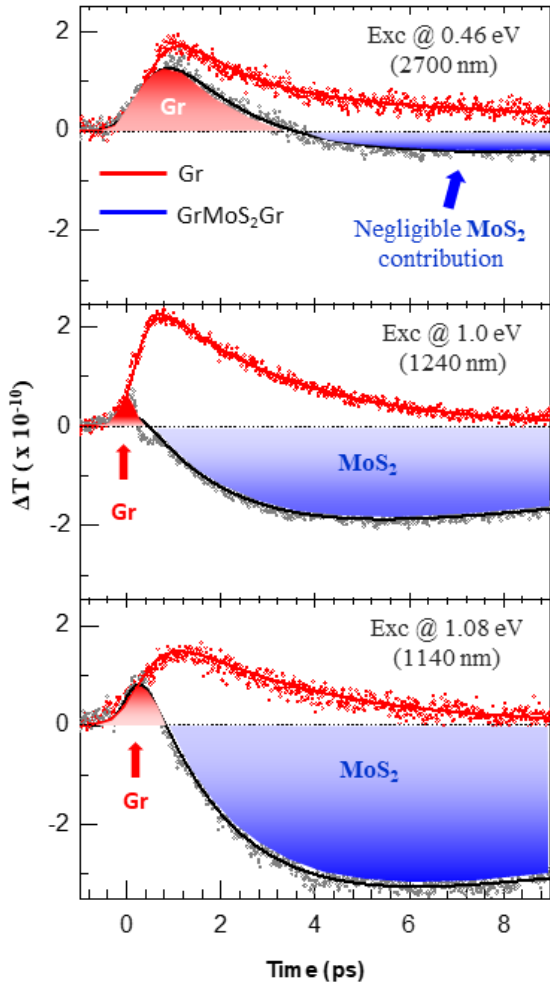 2
0
-2
Exc @ 0.46 eV
(2700 nm)
Gr
Gr
GrMoS₂Gr
Negligible MoS₂
contribution
2
0
-2
Exc @ 1.0 eV
(1240 nm)
MoS₂
Gr
ΔT ( x 10⁻¹⁰)
2
0
-2
Exc @ 1.08 eV
(1140 nm)
MoS₂
Gr
0 2 4 6 8
Time (ps)